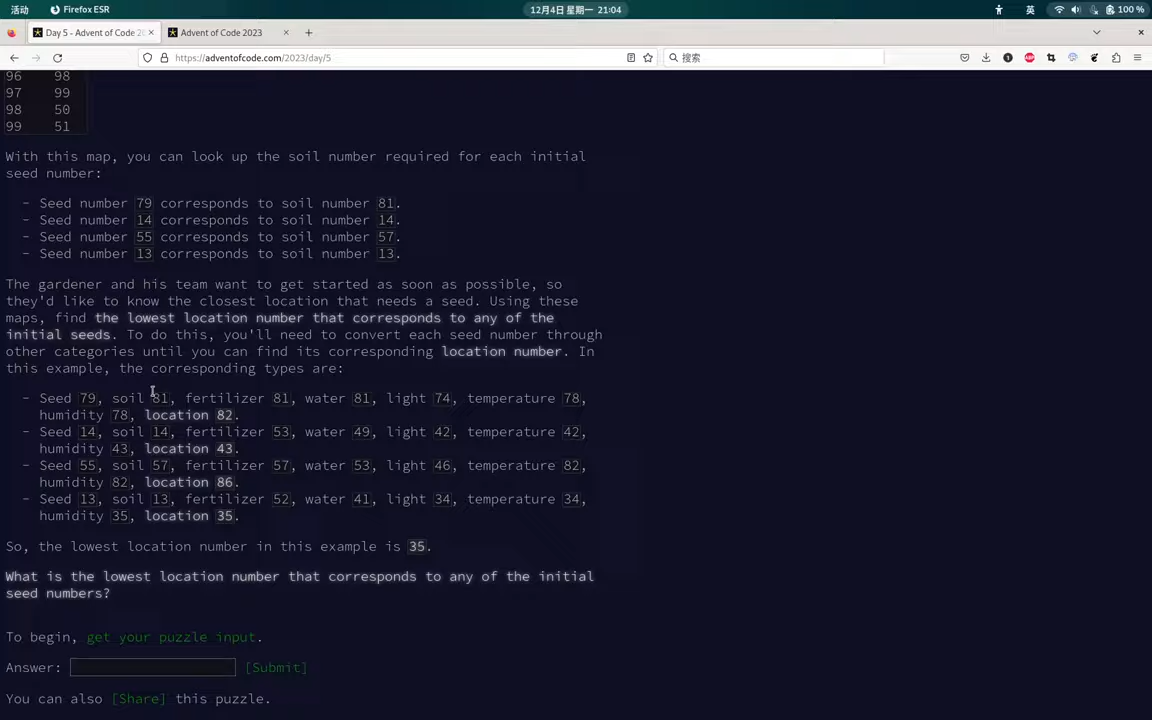 活动 Firefox ESR 12月4日 星期一 21:04 英 100 %
Day 5 - Advent of Code 20 Advent of Code 2023
https://adventofcode.com/2023/day/5 搜索
96 98
97 99
98 50
99 51
With this map, you can look up the soil number required for each initial
seed number:
- Seed number 79 corresponds to soil number 81.
- Seed number 14 corresponds to soil number 14.
- Seed number 55 corresponds to soil number 57.
- Seed number 13 corresponds to soil number 13.
The gardener and his team want to get started as soon as possible, so
they'd like to know the closest location that needs a seed. Using these
maps, find the lowest location number that corresponds to any of the
initial seeds. To do this, you'll need to convert each seed number through
other categories until you can find its corresponding location number. In
this example, the corresponding types are:
- Seed 79, soil 81, fertilizer 81, water 81, light 74, temperature 78,
humidity 78, location 82.
- Seed 14, soil 14, fertilizer 53, water 49, light 42, temperature 42,
humidity 43, location 43.
- Seed 55, soil 57, fertilizer 57, water 53, light 46, temperature 82,
humidity 82, location 86.
- Seed 13, soil 13, fertilizer 52, water 41, light 34, temperature 34,
humidity 35, location 35.
So, the lowest location number in this example is 35.
What is the lowest location number that corresponds to any of the initial
seed numbers?
To begin, get your puzzle input.
Answer: [Submit]
You can also [Share] this puzzle.